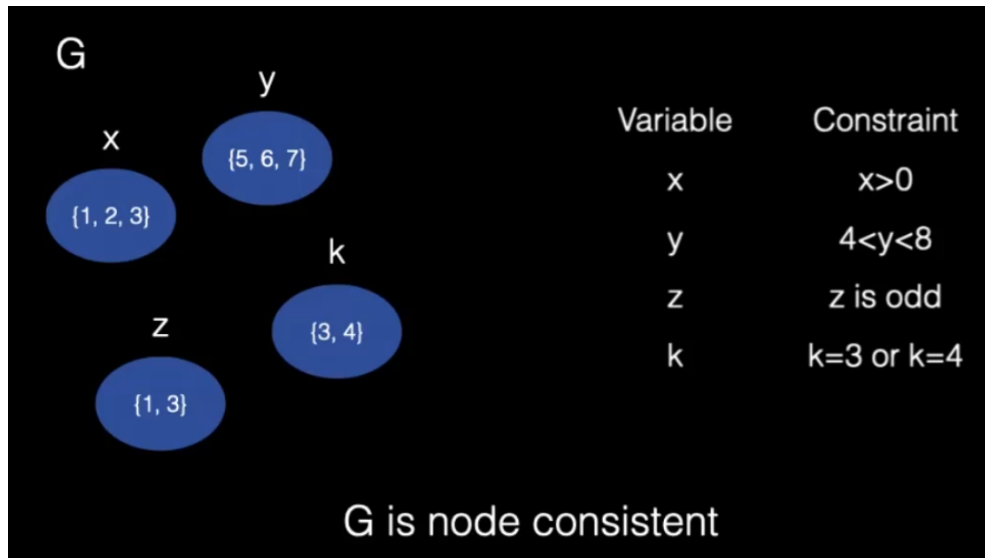 G
x
{1, 2, 3}
y
{5, 6, 7}
k
{3, 4}
z
{1, 3}
Variable Constraint
x x>0
y 4<y<8
z z is odd
k k=3 or k=4
G is node consistent